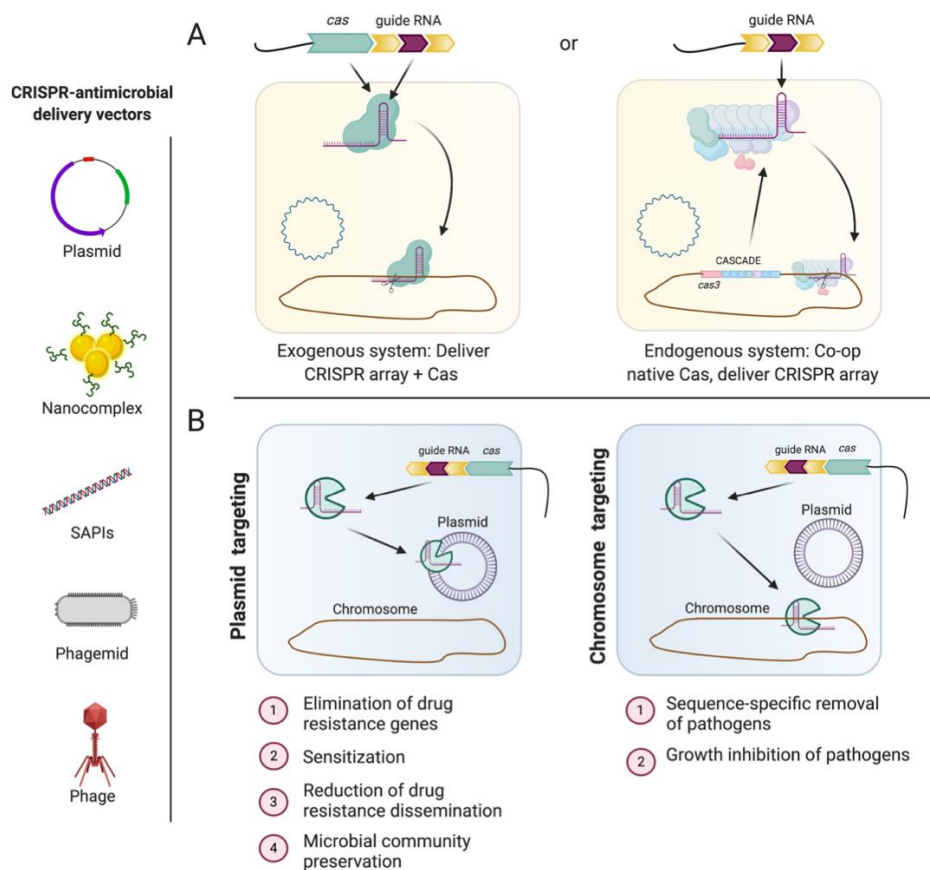 CRISPR-antimicrobial
delivery vectors
Plasmid
Nanocomplex
SAPIs
Phagemid
Phage
A
cas
guide RNA
or
guide RNA
CASCADE
cas3
Exogenous system: Deliver
CRISPR array + Cas
Endogenous system: Co-op
native Cas, deliver CRISPR array
B
Plasmid targeting
guide RNA
cas
Plasmid
Chromosome
1 Elimination of drug
resistance genes
2 Sensitization
3 Reduction of drug
resistance dissemination
4 Microbial community
preservation
Chromosome targeting
guide RNA
cas
Plasmid
Chromosome
1 Sequence-specific removal
of pathogens
2 Growth inhibition of pathogens